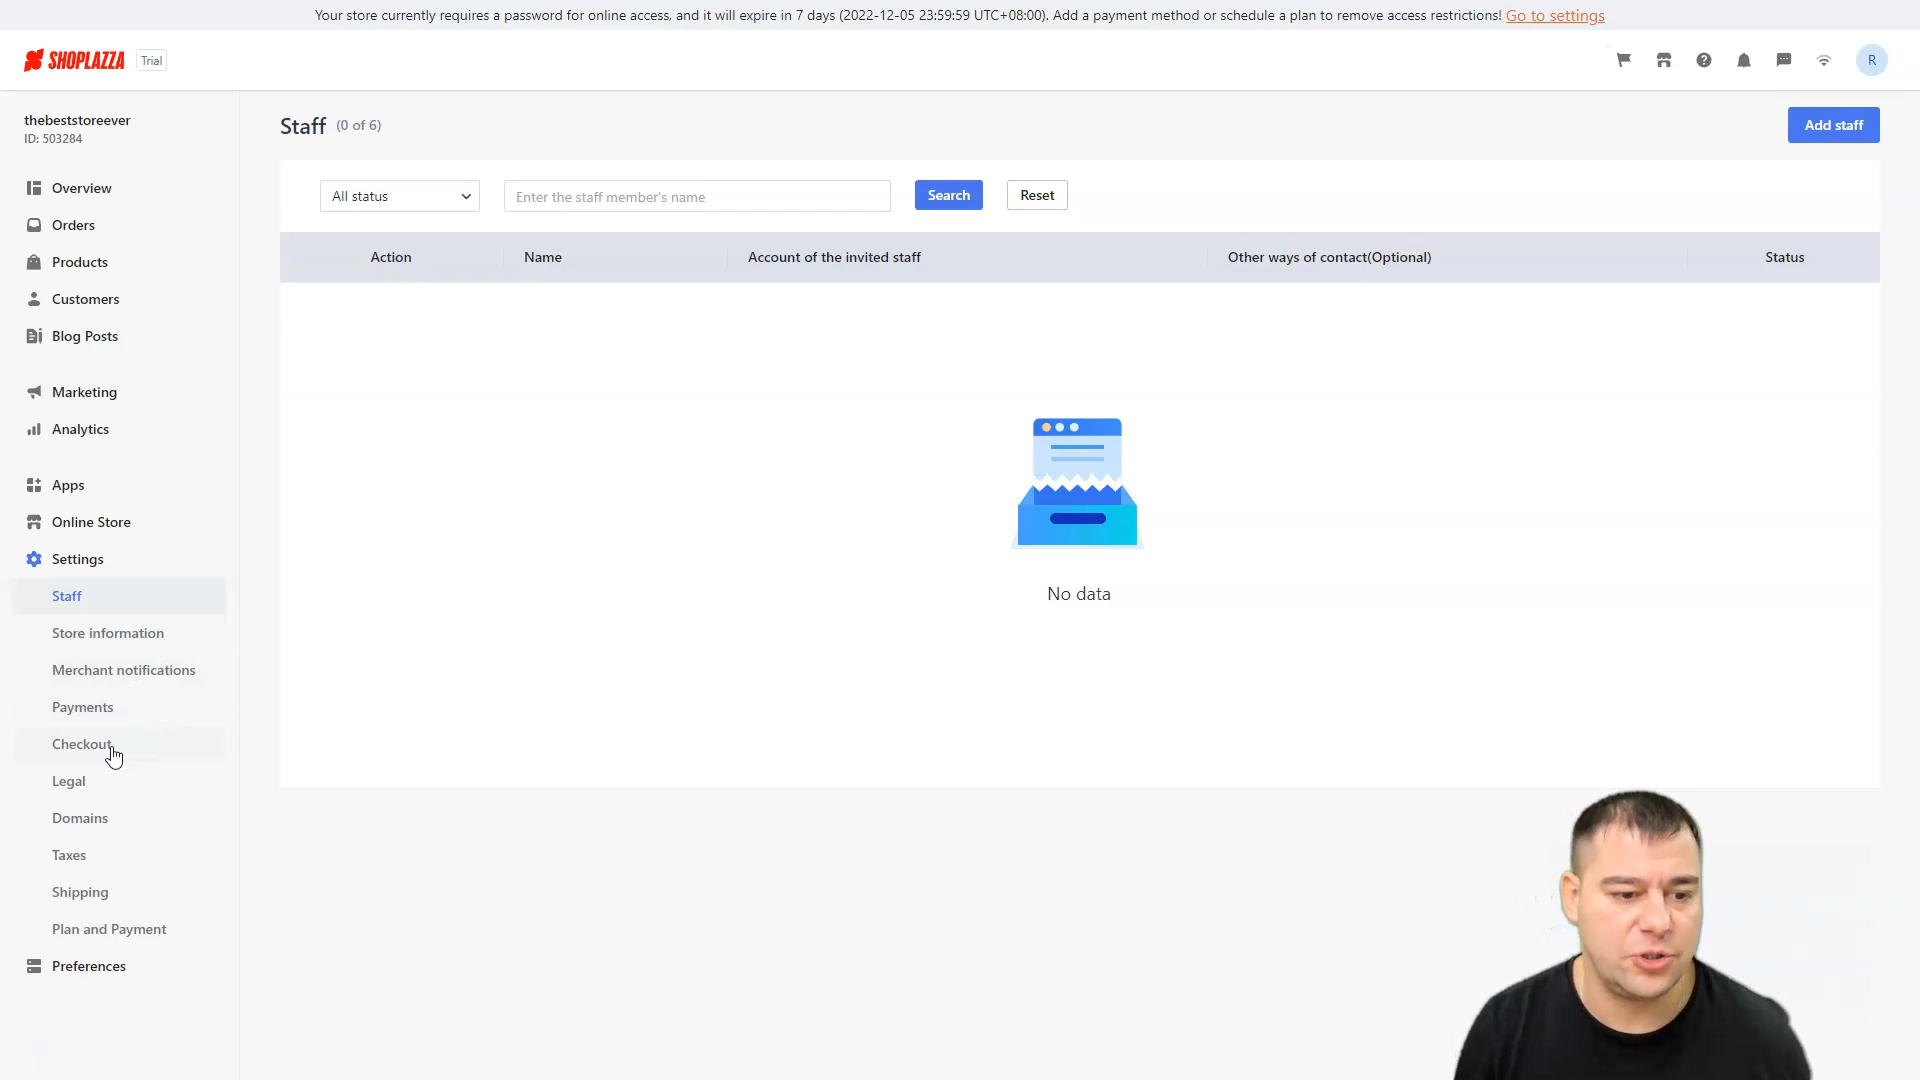 Your store currently requires a password for online access, and it will expire in 7 days (2022-12-05 23:59:59 UTC+08:00). Add a payment method or schedule a plan to remove access restrictions! Go to settings
SHOPLAZZA Trial
R
thebeststoreever
ID: 503284
Staff (0 of 6)
Add staff
All status
Enter the staff member's name
Search
Reset
Action Name Account of the invited staff Other ways of contact(Optional) Status
No data
Overview
Orders
Products
Customers
Blog Posts
Marketing
Analytics
Apps
Online Store
Settings
Staff
Store information
Merchant notifications
Payments
Checkout
Legal
Domains
Taxes
Shipping
Plan and Payment
Preferences